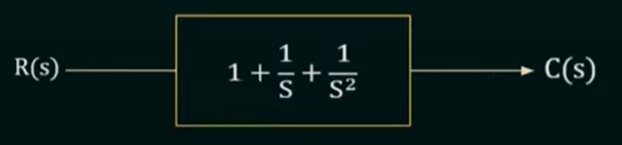 R(s) 1 + 1/S + 1/S² C(s)